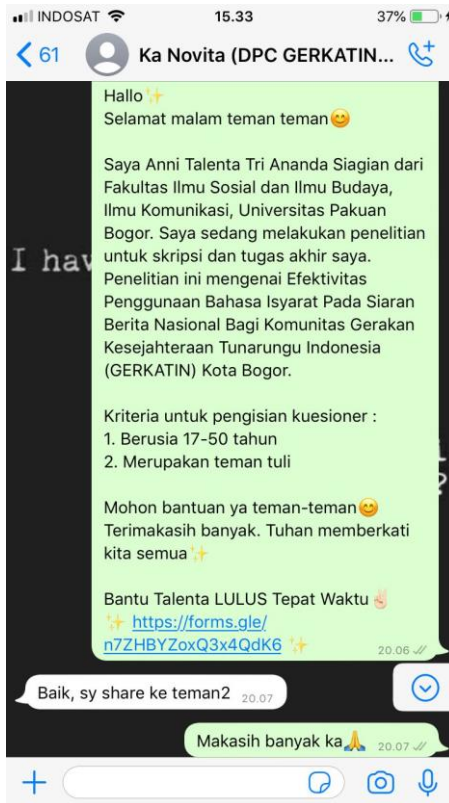 INDOSAT 15.33 37%
61 Ka Novita (DPC GERKATIN...
Hallo✨
Selamat malam teman teman😊
Saya Anni Talenta Tri Ananda Siagian dari
Fakultas Ilmu Sosial dan Ilmu Budaya,
Ilmu Komunikasi, Universitas Pakuan
Bogor. Saya sedang melakukan penelitian
untuk skripsi dan tugas akhir saya.
I hav
Penelitian ini mengenai Efektivitas
Penggunaan Bahasa Isyarat Pada Siaran
Berita Nasional Bagi Komunitas Gerakan
Kesejahteraan Tunarungu Indonesia
(GERKATIN) Kota Bogor.
Kriteria untuk pengisian kuesioner :
1. Berusia 17-50 tahun
2. Merupakan teman tuli
?
Mohon bantuan ya teman-teman😊
Terimakasih banyak. Tuhan memberkati
kita semua✨
Bantu Talenta LULUS Tepat Waktu✌🏻
✨ https://forms.gle/
n7ZHBYZoxQ3x4QdK6 ✨ 20.06
Baik, sy share ke teman2 20.07
Makasih banyak ka🙏 20.07